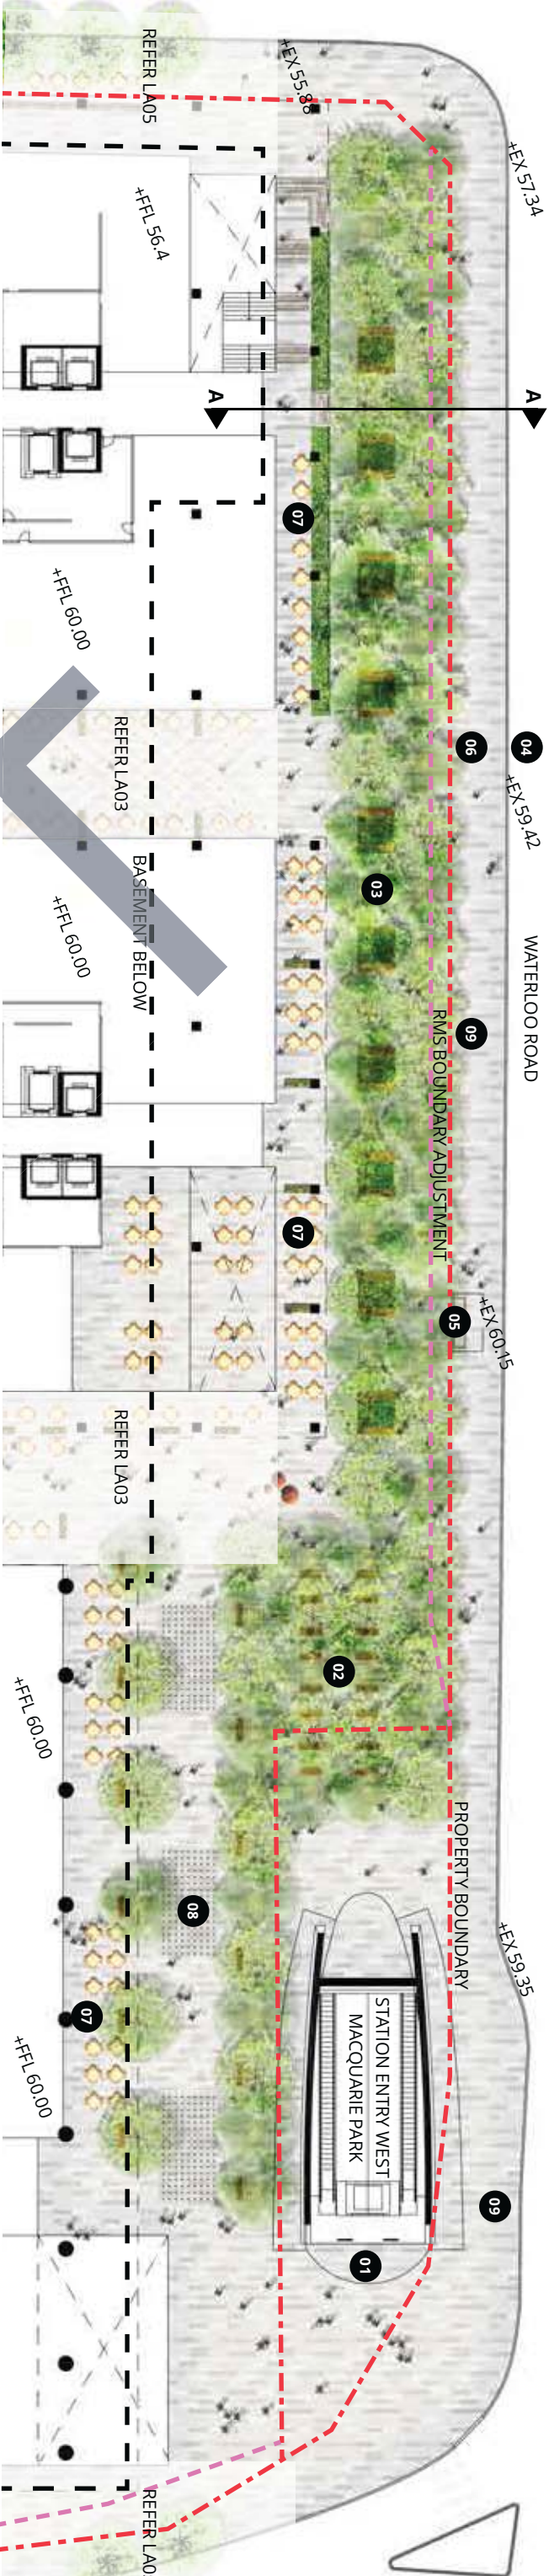 REFER LA05
+EX 55.88
+EX 57.34
+FFL 56.4
A
A
07
+FFL 60.00
REFER LA03
06
04
+EX 59.42
BASEMENT BELOW
03
+FFL 60.00
WATERLOO ROAD
09
RMS BOUNDARY ADJUSTMENT
07
05
+EX 60.15
REFER LA03
02
+FFL 60.00
PROPERTY BOUNDARY
08
+EX 59.35
07
+FFL 60.00
STATION ENTRY WEST
MACQUARIE PARK
09
01
REFER LA0